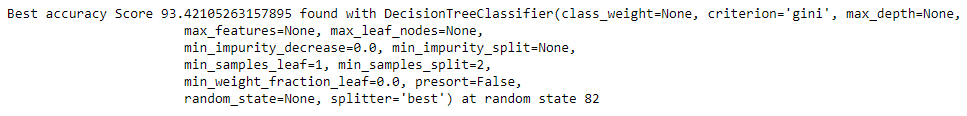 Best accuracy Score 93.42105263157895 found with DecisionTreeClassifier(class_weight=None, criterion='gini', max_depth=None,
max_features=None, max_leaf_nodes=None,
min_impurity_decrease=0.0, min_impurity_split=None,
min_samples_leaf=1, min_samples_split=2,
min_weight_fraction_leaf=0.0, presort=False,
random_state=None, splitter='best') at random state 82